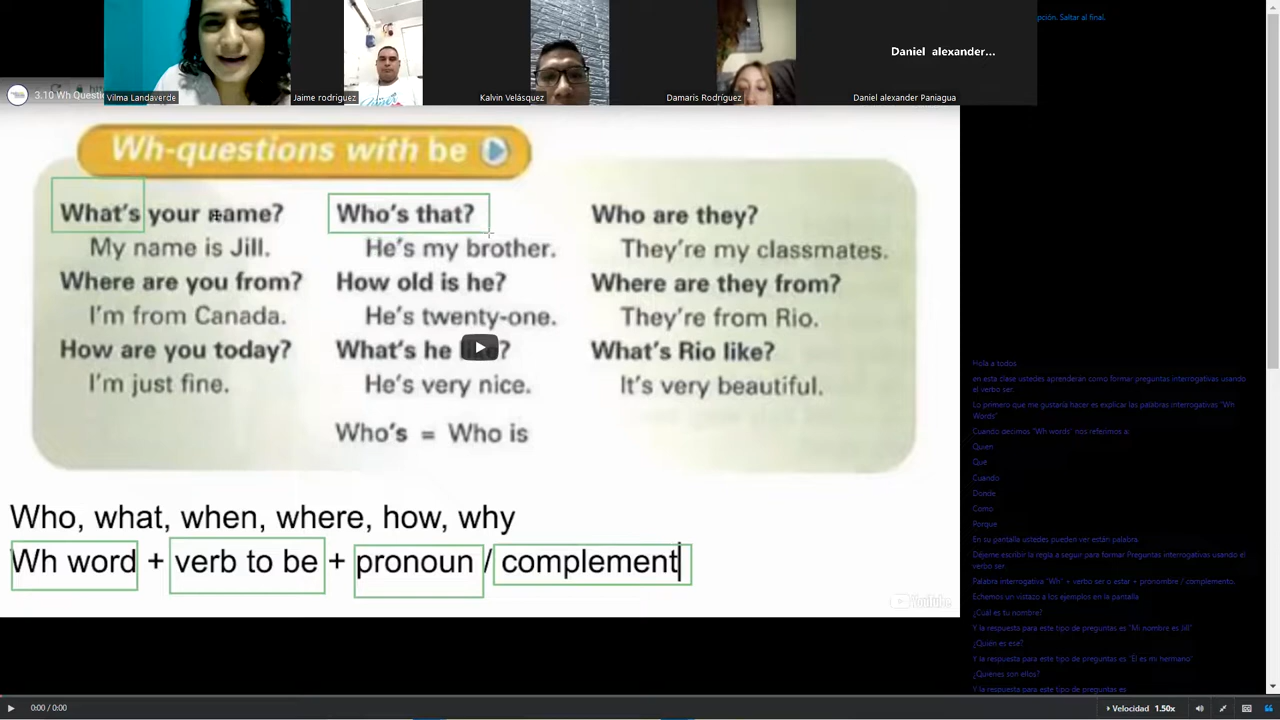 pción. Saltar al final.
Daniel alexander...
Vilma Landaverde
Jaime rodriguez
Kalvin Velásquez
Damaris Rodríguez
Daniel alexander Paniagua
3.10 Wh Questi
Wh-questions with be
What's your name?
My name is Jill.
Where are you from?
I'm from Canada.
How are you today?
I'm just fine.
Who's that?
He's my brother.
How old is he?
He's twenty-one.
What's he like?
He's very nice.
Who's = Who is
Who are they?
They're my classmates.
Where are they from?
They're from Rio.
What's Rio like?
It's very beautiful.
Who, what, when, where, how, why
Wh word + verb to be + pronoun / complement
YouTube
Hola a todos.
en esta clase ustedes aprenderán como formar preguntas interrogativas usando
el verbo ser.
Lo primero que me gustaría hacer es explicar las palabras interrogativas "Wh
Words"
Cuando decimos "Wh words" nos referimos a:
Quien
Que
Cuando
Donde
Como
Porque
En su pantalla ustedes pueden ver están palabra
Déjeme escribir la regla a seguir para formar Preguntas interrogativas usando el
verbo ser
Palabra interrogativa "Wh" + verbo ser o estar + pronombre / complemento.
Echemos un vistazo a los ejemplos en la pantalla
¿Cuál es tu nombre?
Y la respuesta para este tipo de preguntas es "Mi nombre es Jill"
¿Quién es ese?
Y la respuesta para este tipo de preguntas es "Él es mi hermano"
¿Quienes son ellos?
Y la respuesta para este tipo de preguntas es
0:00 / 0:00
Velocidad 1.50x